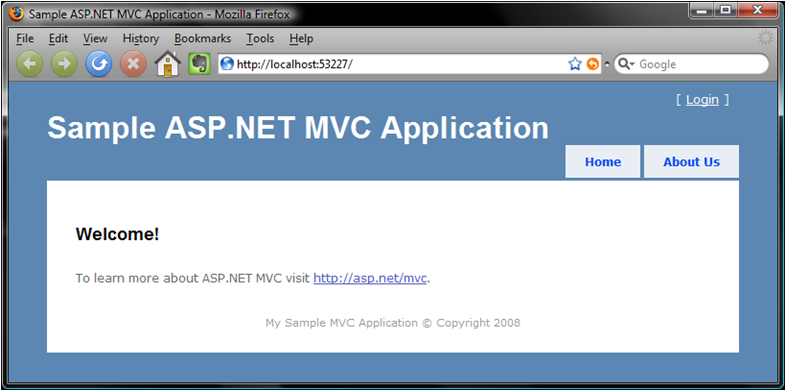 Sample ASP.NET MVC Application - Mozilla Firefox
File Edit View History Bookmarks Tools Help
http://localhost:53227/ Google
[ Login ]
Sample ASP.NET MVC Application
Home About Us
Welcome!
To learn more about ASP.NET MVC visit http://asp.net/mvc.
My Sample MVC Application © Copyright 2008